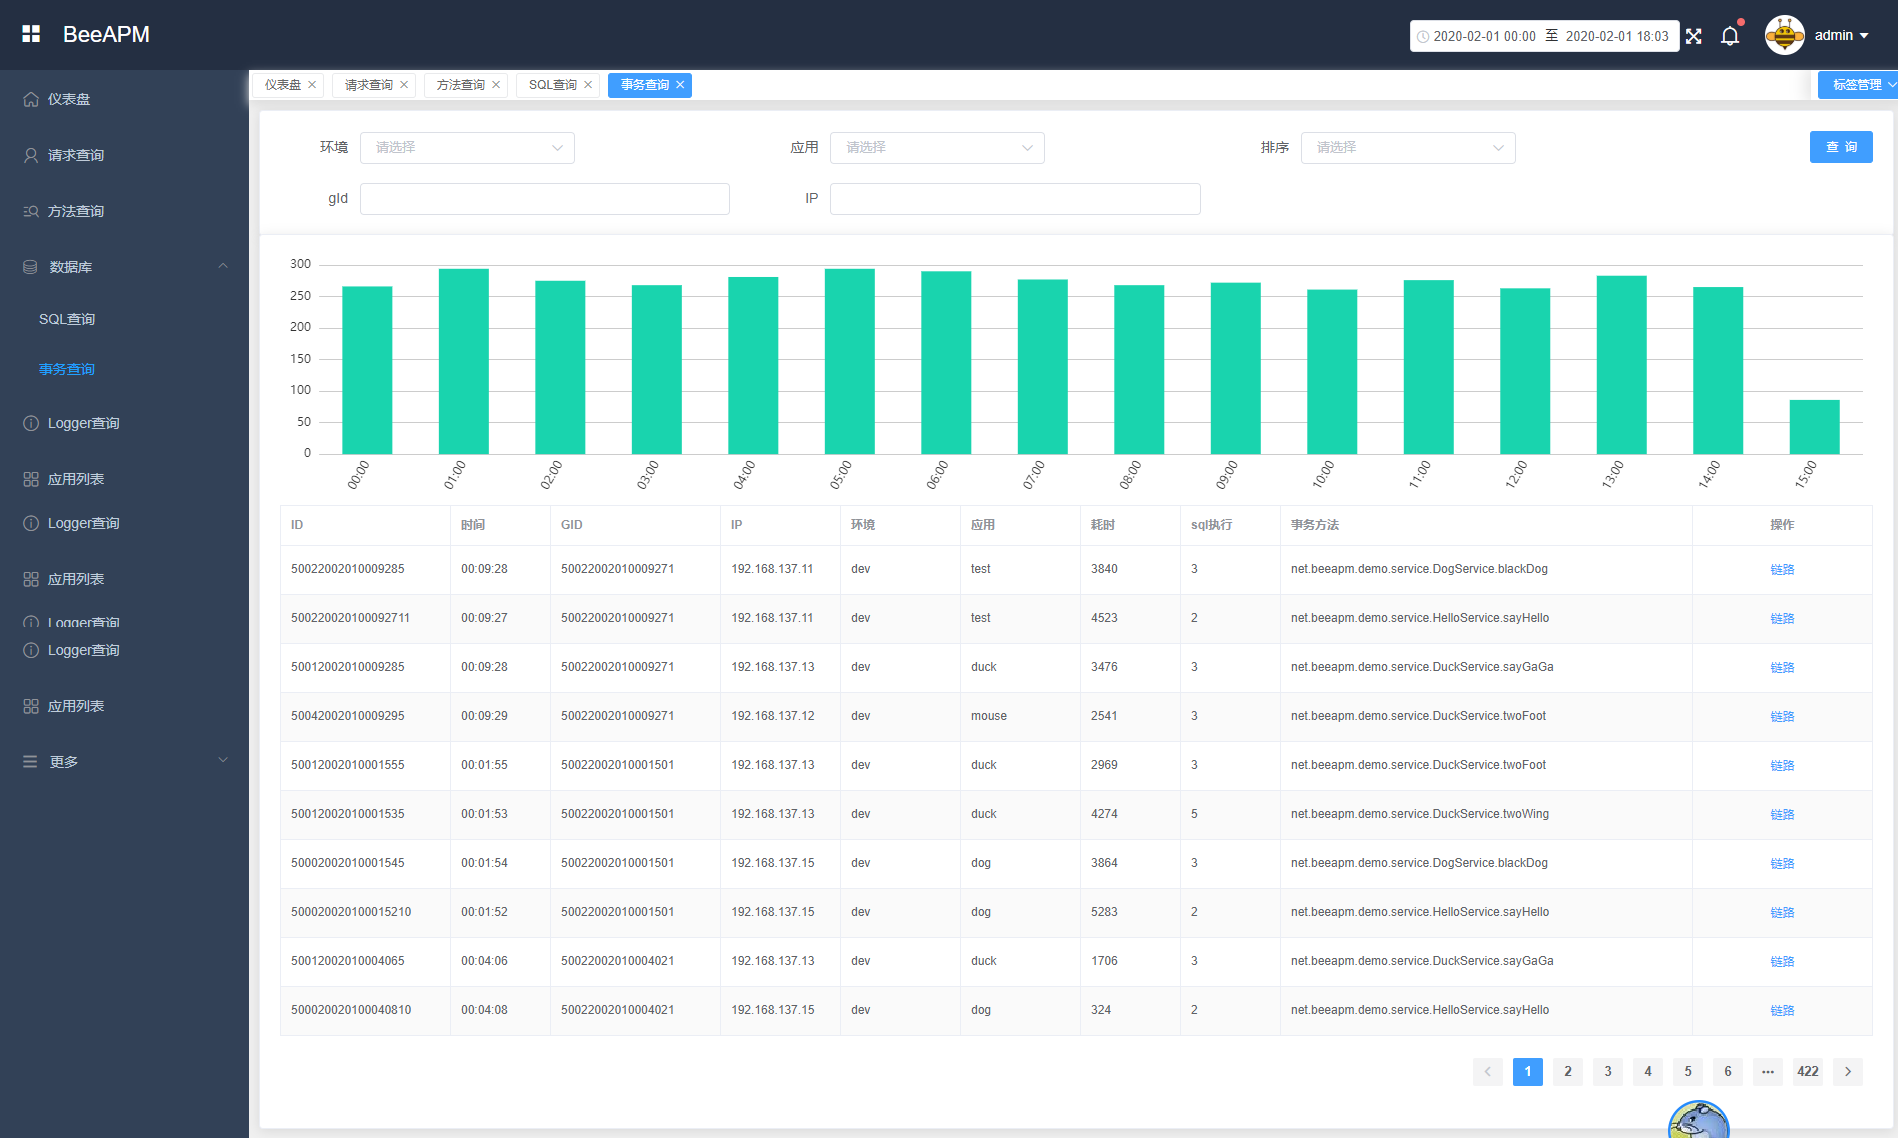 BeeAPM
2020-02-01 00:00 至 2020-02-01 18:03
admin
仪表盘
请求查询
方法查询
数据库
SQL查询
事务查询
Logger查询
应用列表
Logger查询
应用列表
Logger查询
Logger查询
应用列表
更多
仪表盘 请求查询 方法查询 SQL查询 事务查询 标签管理
环境 请选择 应用 请选择 排序 请选择 查 询
gId IP
300
250
200
150
100
50
0
00:00 01:00 02:00 03:00 04:00 05:00 06:00 07:00 08:00 09:00 10:00 11:00 12:00 13:00 14:00 15:00
ID 时间 GID IP 环境 应用 耗时 sql执行 事务方法 操作
50022002010009285 00:09:28 50022002010009271 192.168.137.11 dev test 3840 3 net.beeapm.demo.service.DogService.blackDog 链路
500220020100092711 00:09:27 50022002010009271 192.168.137.11 dev test 4523 2 net.beeapm.demo.service.HelloService.sayHello 链路
50012002010009285 00:09:28 50022002010009271 192.168.137.13 dev duck 3476 3 net.beeapm.demo.service.DuckService.sayGaGa 链路
50042002010009295 00:09:29 50022002010009271 192.168.137.12 dev mouse 2541 3 net.beeapm.demo.service.DuckService.twoFoot 链路
50012002010001555 00:01:55 50022002010001501 192.168.137.13 dev duck 2969 3 net.beeapm.demo.service.DuckService.twoFoot 链路
50012002010001535 00:01:53 50022002010001501 192.168.137.13 dev duck 4274 5 net.beeapm.demo.service.DuckService.twoWing 链路
50002002010001545 00:01:54 50022002010001501 192.168.137.15 dev dog 3864 3 net.beeapm.demo.service.DogService.blackDog 链路
500020020100015210 00:01:52 50022002010001501 192.168.137.15 dev dog 5283 2 net.beeapm.demo.service.HelloService.sayHello 链路
50012002010004065 00:04:06 50022002010004021 192.168.137.13 dev duck 1706 3 net.beeapm.demo.service.DuckService.sayGaGa 链路
500020020100040810 00:04:08 50022002010004021 192.168.137.15 dev dog 324 2 net.beeapm.demo.service.HelloService.sayHello 链路
1 2 3 4 5 6 ··· 422